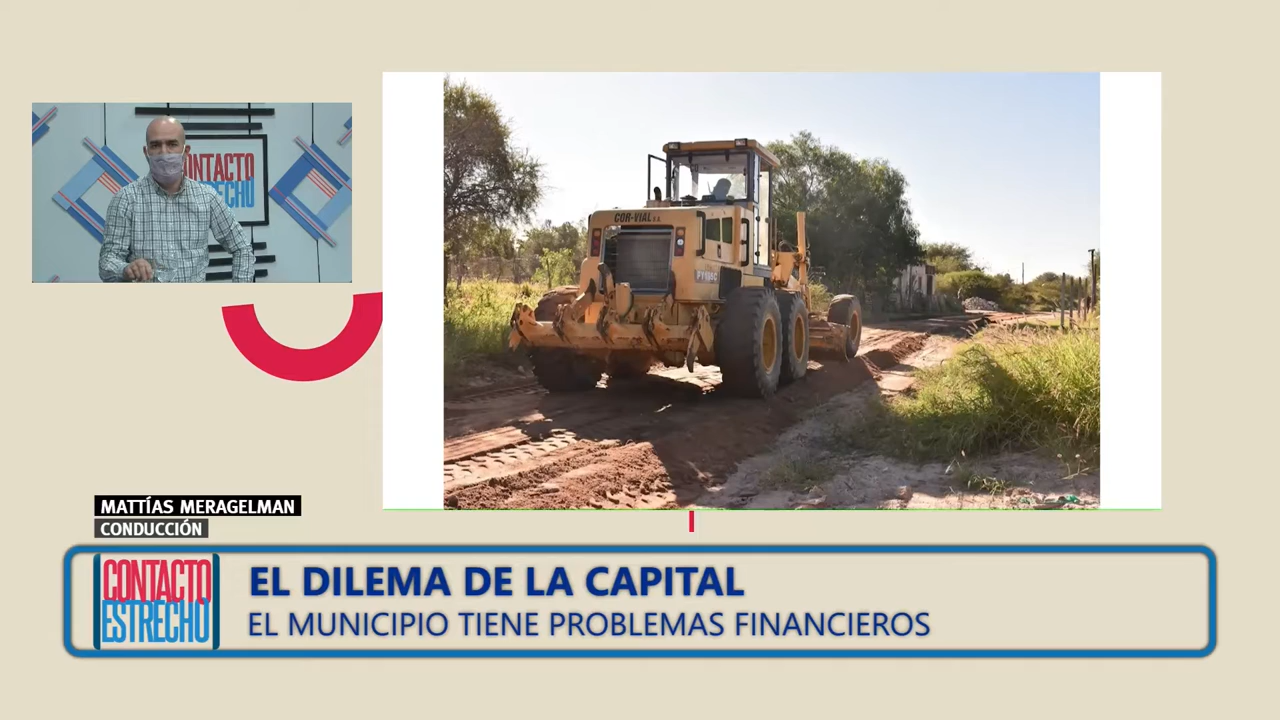 CONTACTO
ESTRECHO
COR-VIAL S.A.
MATTÍAS MERAGELMAN
CONDUCCIÓN
CONTACTO
ESTRECHO
EL DILEMA DE LA CAPITAL
EL MUNICIPIO TIENE PROBLEMAS FINANCIEROS